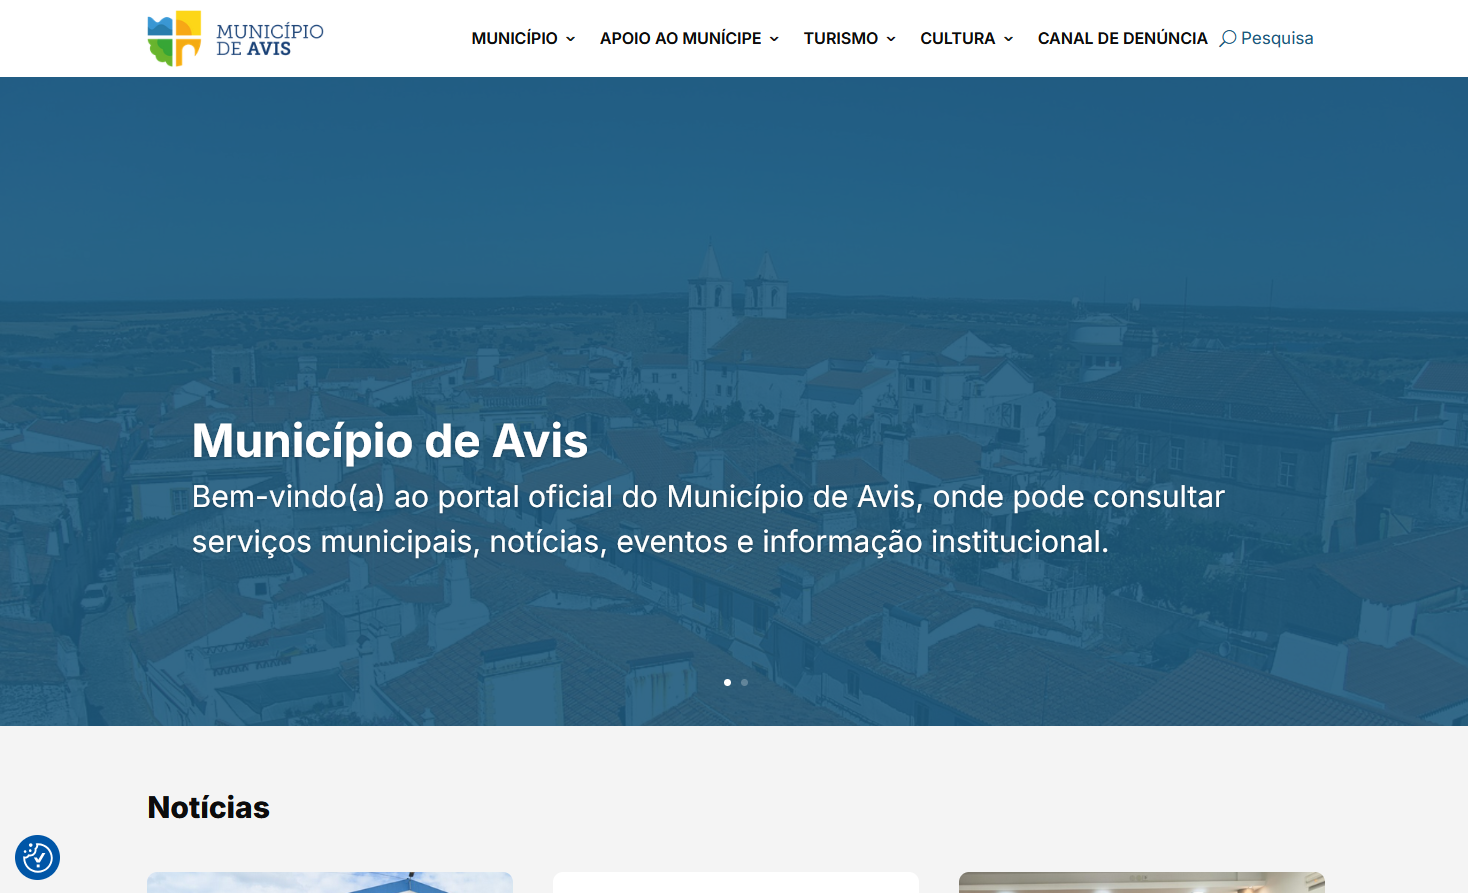 MUNICÍPIO
DE AVIS
MUNICÍPIO
APOIO AO MUNÍCIPE
TURISMO
CULTURA
CANAL DE DENÚNCIA
Pesquisa
Município de Avis
Bem-vindo(a) ao portal oficial do Município de Avis, onde pode consultar
serviços municipais, notícias, eventos e informação institucional.
Notícias